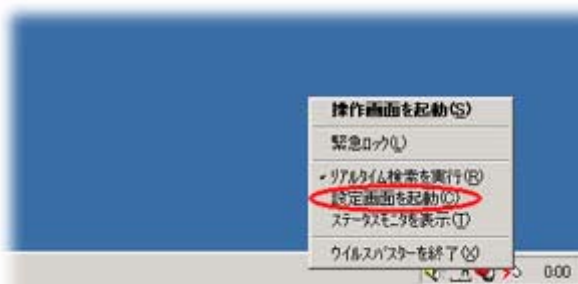 操作画面を起動(S)
緊急ロック(L)
リアルタイム検索を実行(R)
設定画面を起動(C)
ステータスモニタを表示(T)
ウイルスバスターを終了(X)
0:00